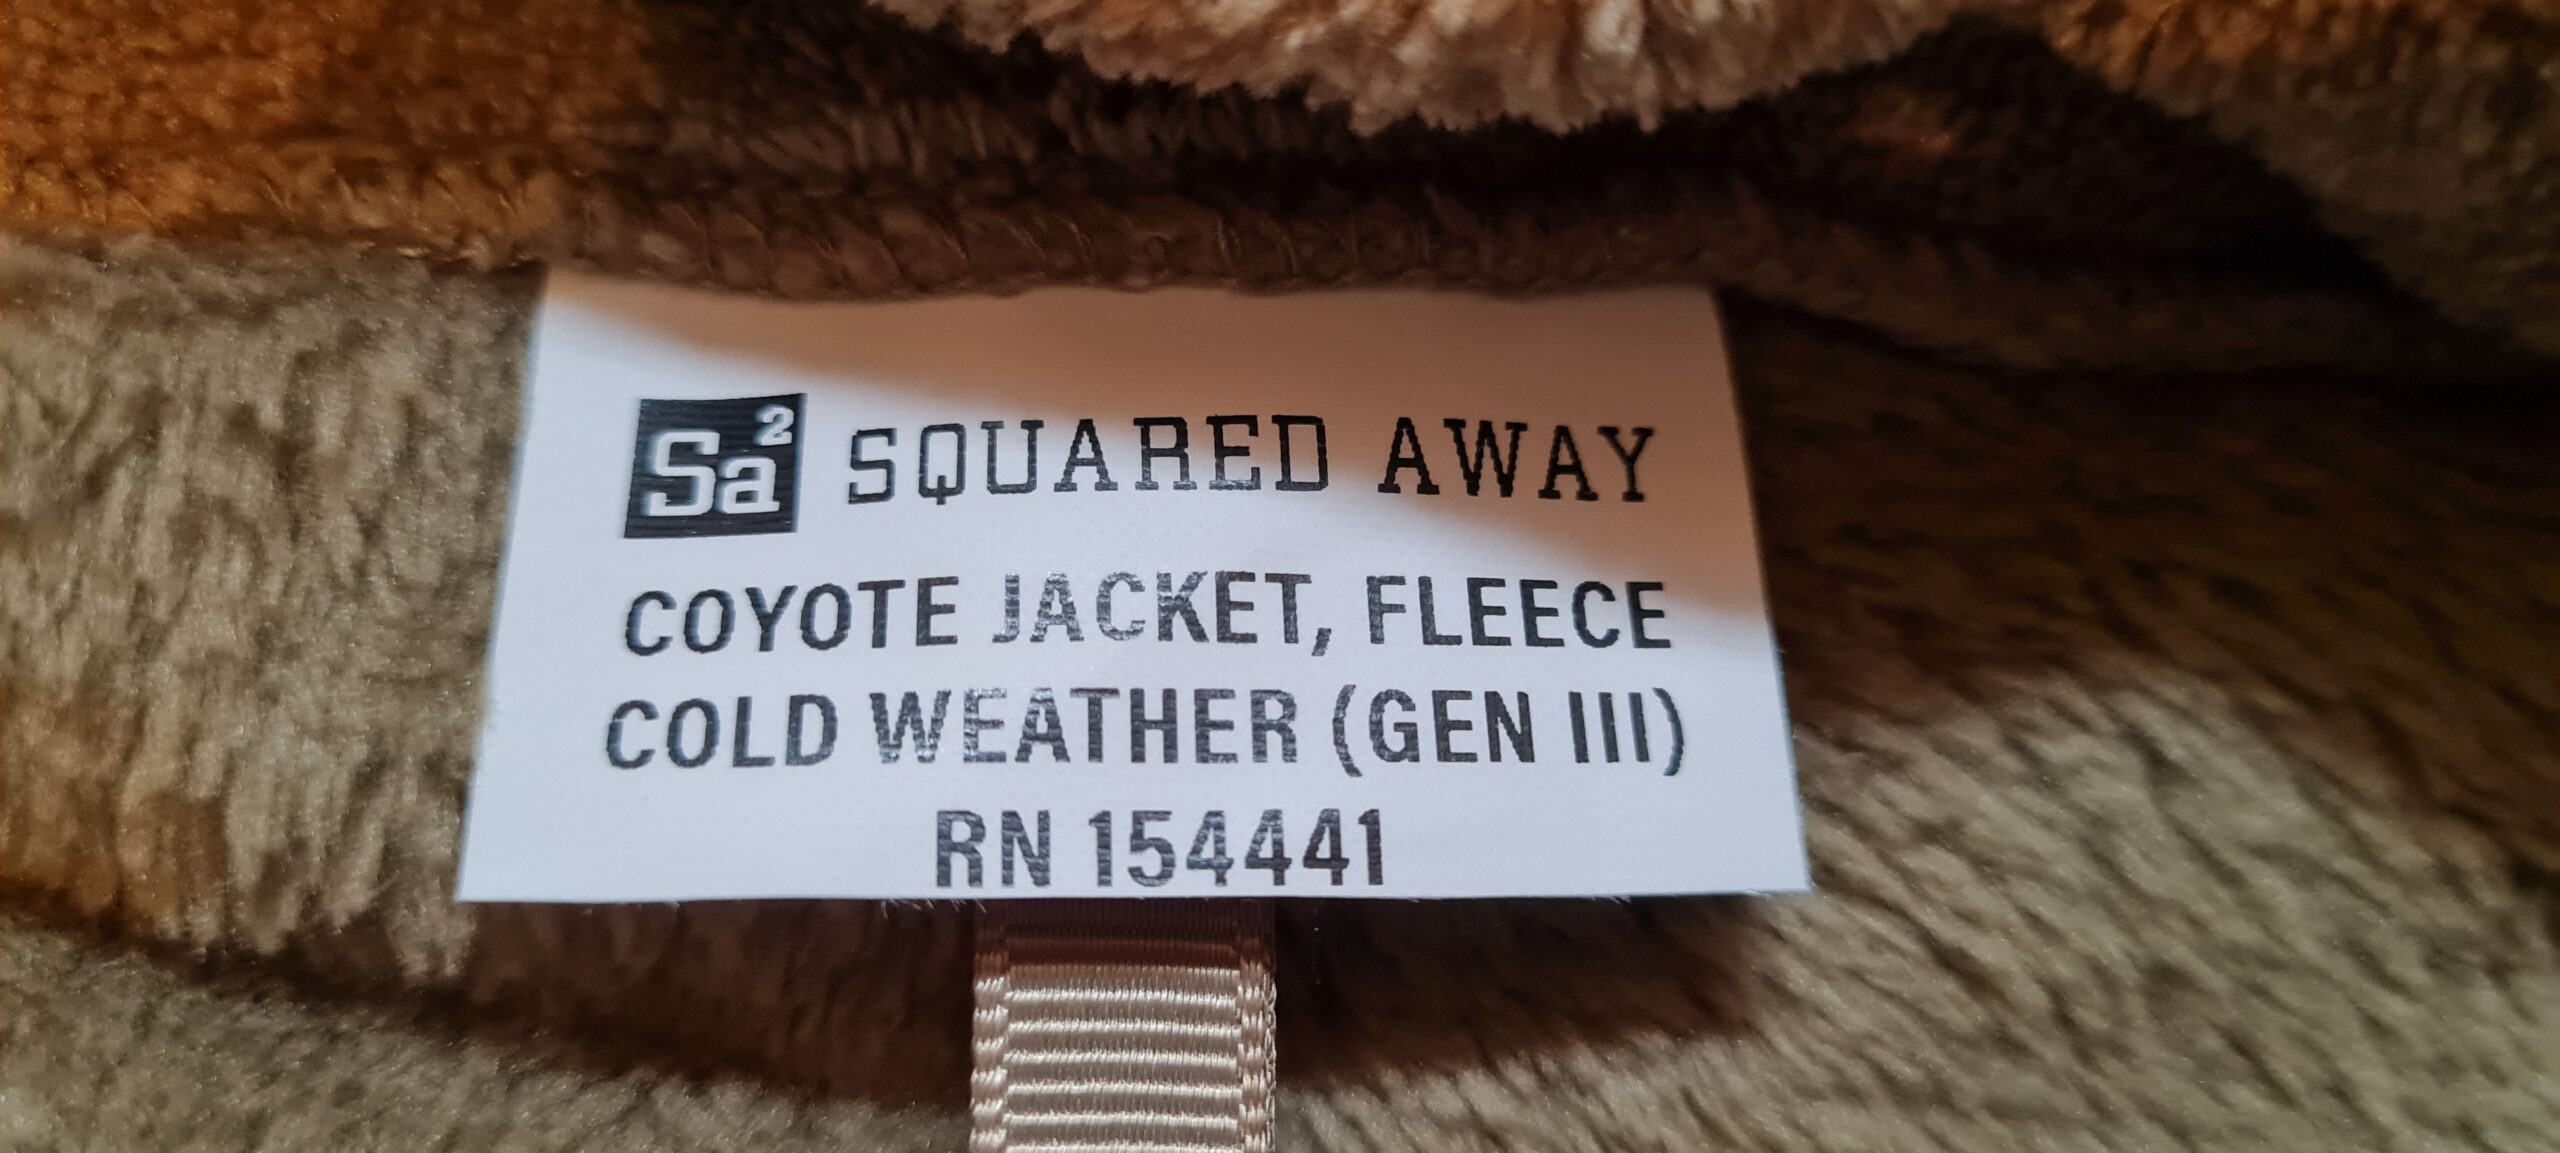 Sa² SQUARED AWAY
COYOTE JACKET, FLEECE
COLD WEATHER (GEN III)
RN 154441